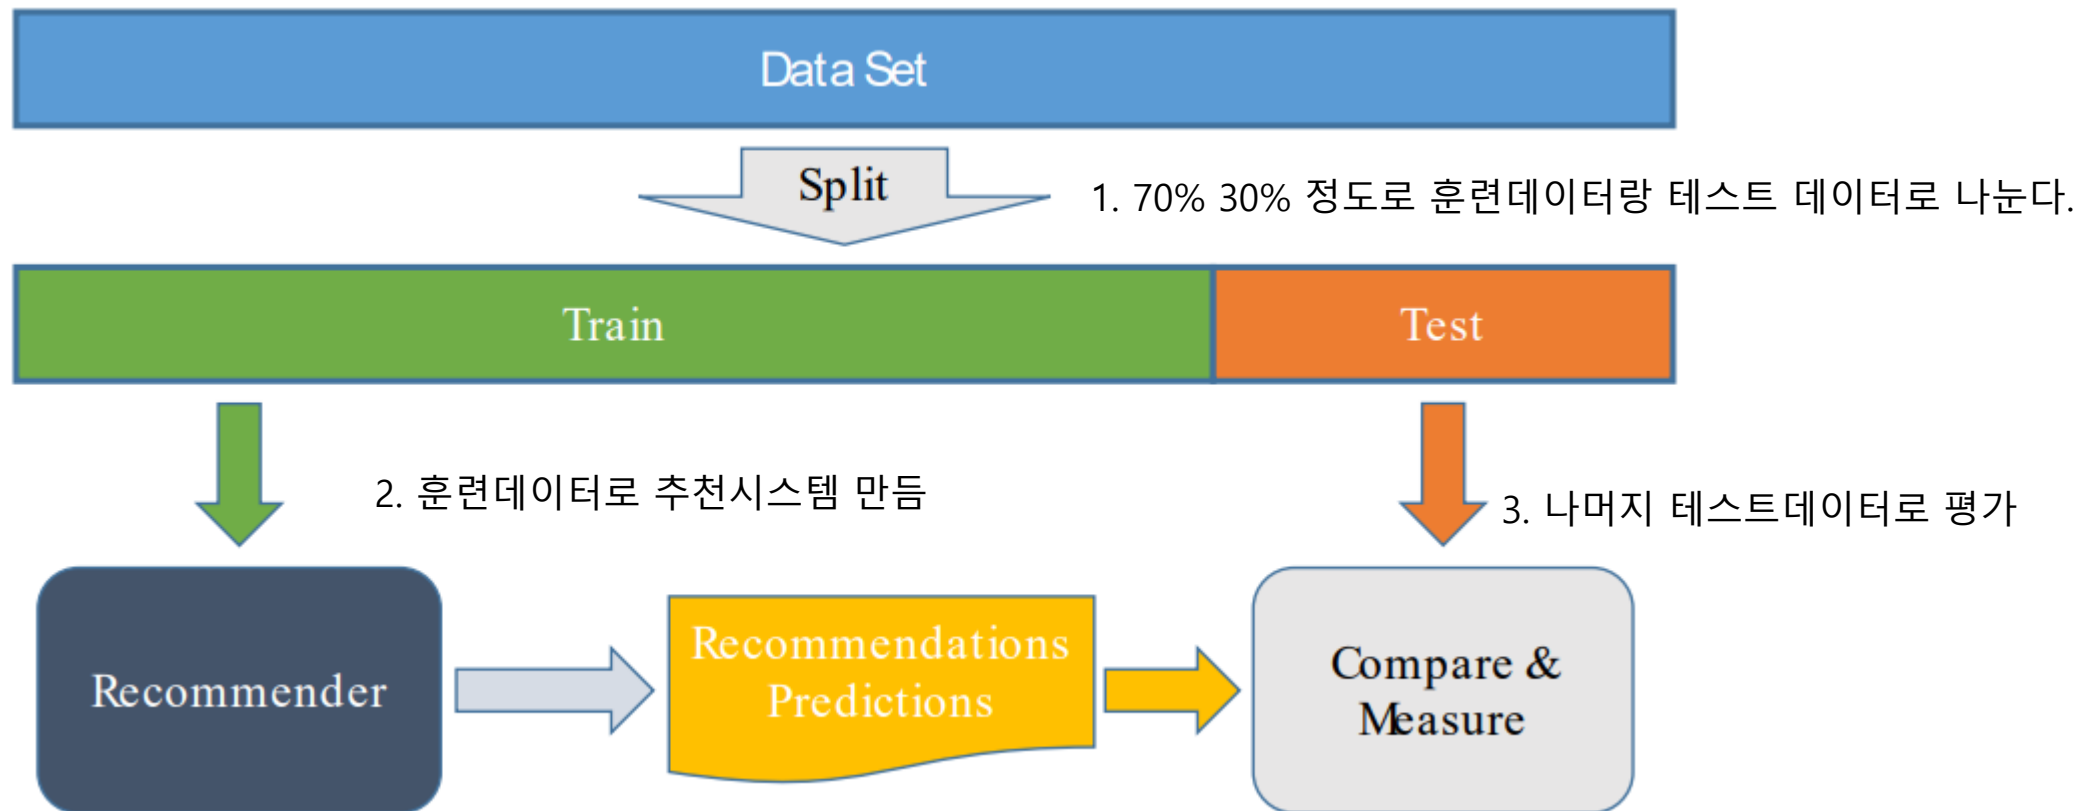 Data Set
Split
1. 70% 30% 정도로 훈련데이터랑 테스트 데이터로 나눈다.
Train
Test
2. 훈련데이터로 추천시스템 만듬
3. 나머지 테스트데이터로 평가
Recommender
Recommendations
Predictions
Compare &
Measure